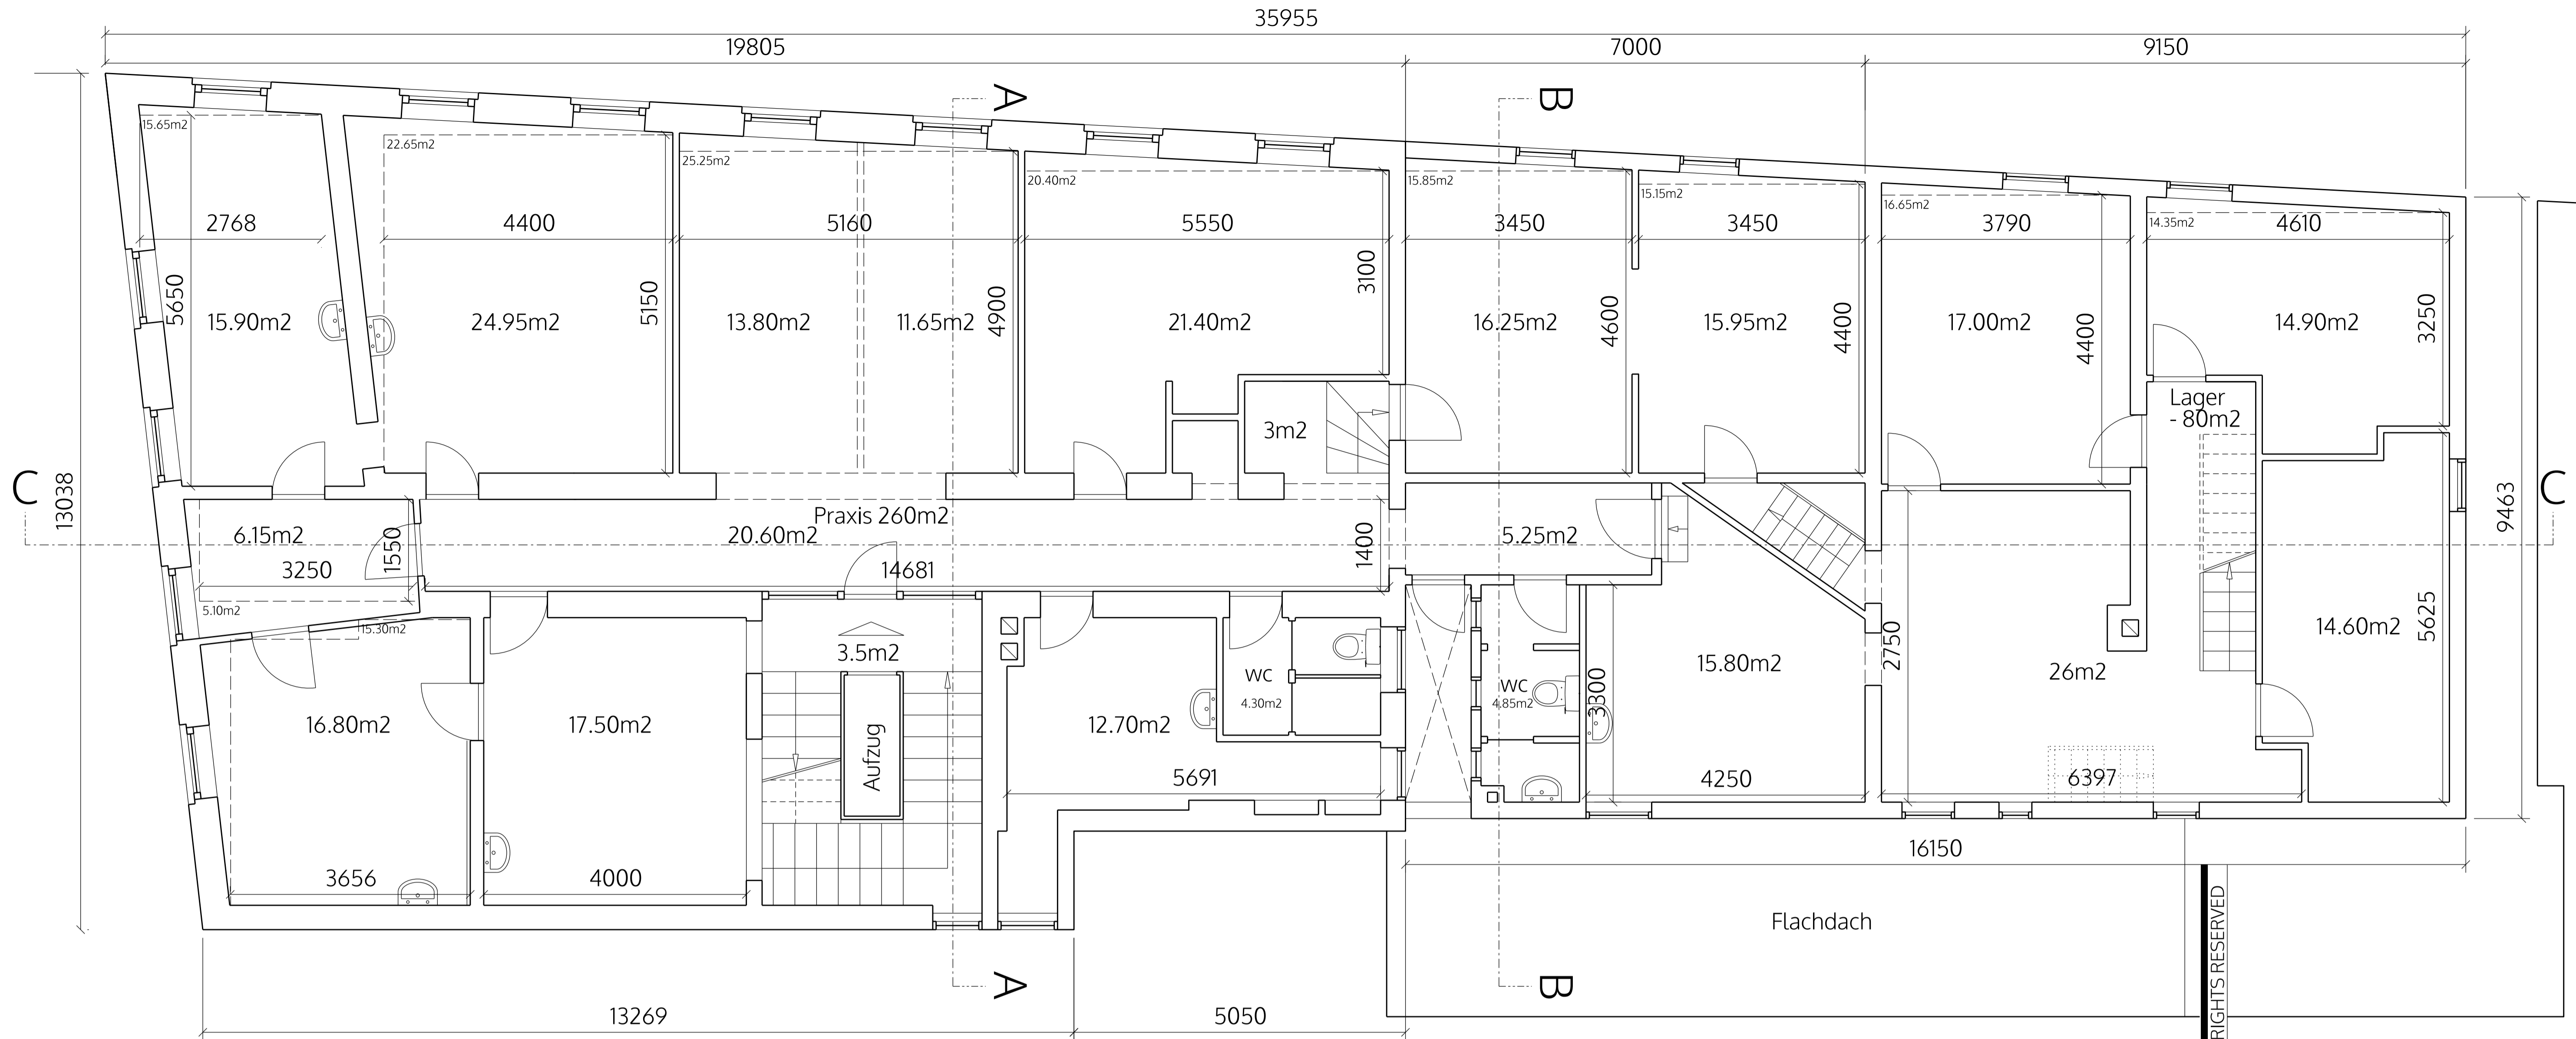 35955
19805 7000 9150
A B
15.65m2
22.65m2
25.25m2
20.40m2
15.85m2
15.15m2
16.65m2
14.35m2
2768 4400 5160 5550 3450 3450 3790 4610
5650 5150 4900 3100 4600 4400 4400 3250
15.90m2 24.95m2 13.80m2 11.65m2 21.40m2 16.25m2 15.95m2 17.00m2 14.90m2
Lager
- 80m2
3m2
C 13038 9463 C
Praxis 260m2
6.15m2 20.60m2 5.25m2
1550 1400
3250 14681
5.10m2
15.30m2
3.5m2
WC
4.30m2
WC
4.85m2
3300
15.80m2
2750
26m2
14.60m2
5625
16.80m2 17.50m2 Aufzug 12.70m2
5691 4250 6397
3656 4000
16150
Flachdach
RIGHTS RESERVED
A B
13269 5050